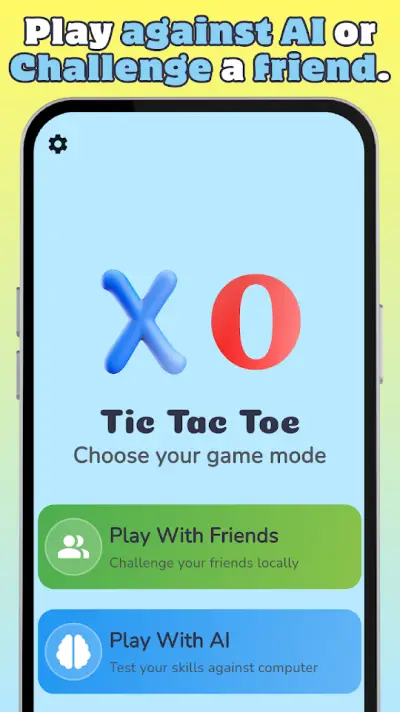 Play against AI or
Challenge a friend.
X O
Tic Tac Toe
Choose your game mode
Play With Friends
Challenge your friends locally
Play With AI
Test your skills against computer